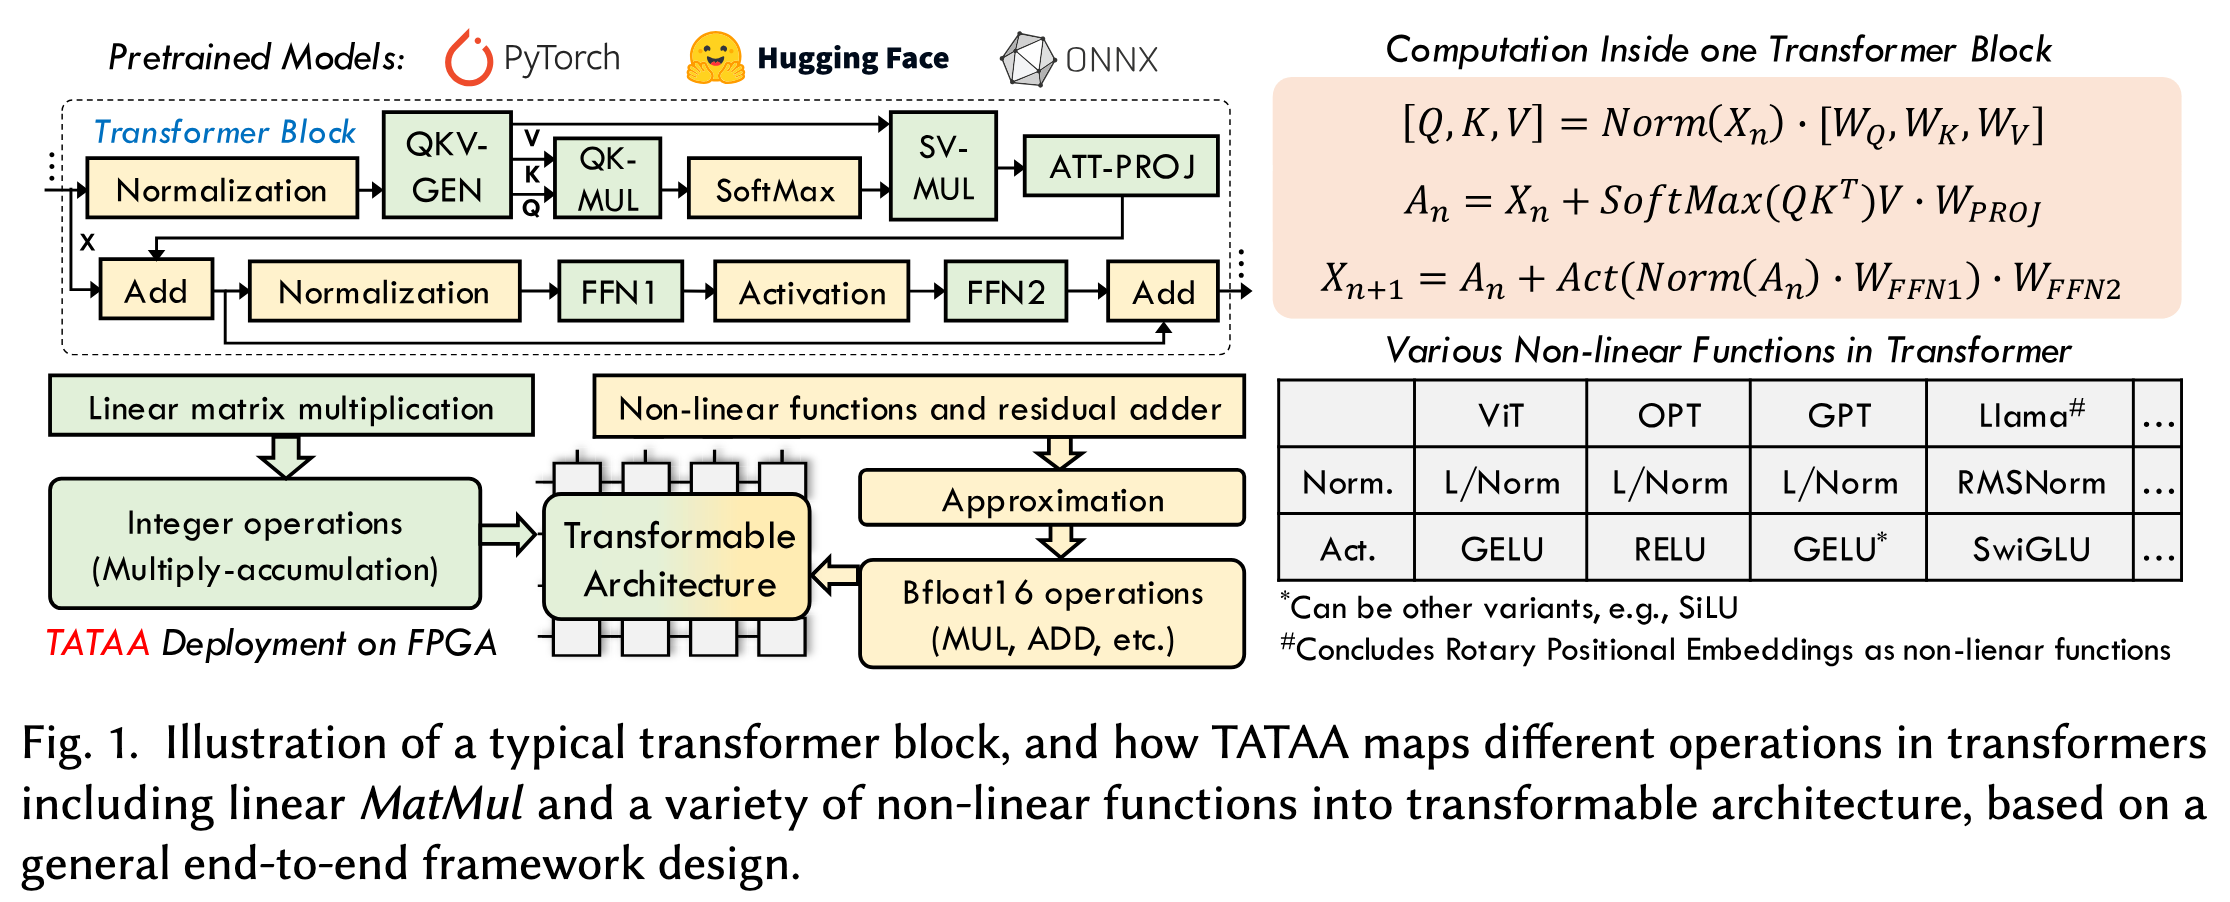 Pretrained Models: PyTorch Hugging Face ONNX
Transformer Block
Normalization
QKV-
GEN
V
K
Q
QK-
MUL
SoftMax
SV-
MUL
ATT-PROJ
X
Add
Normalization
FFN1
Activation
FFN2
Add
Linear matrix multiplication
Non-linear functions and residual adder
Integer operations
(Multiply-accumulation)
Transformable
Architecture
Approximation
Bfloat16 operations
(MUL, ADD, etc.)
TATAA Deployment on FPGA
Computation Inside one Transformer Block
[Q, K, V] = Norm(Xₙ) · [W_Q, W_K, W_V]
Aₙ = Xₙ + SoftMax(QKᵀ)V · W_PROJ
Xₙ₊₁ = Aₙ + Act(Norm(Aₙ) · W_FFN1) · W_FFN2
Various Non-linear Functions in Transformer
ViT OPT GPT Llama# ...
Norm. L/Norm L/Norm L/Norm RMSNorm ...
Act. GELU RELU GELU* SwiGLU ...
*Can be other variants, e.g., SiLU
#Concludes Rotary Positional Embeddings as non-lienar functions
Fig. 1. Illustration of a typical transformer block, and how TATAA maps different operations in transformers
including linear MatMul and a variety of non-linear functions into transformable architecture, based on a
general end-to-end framework design.